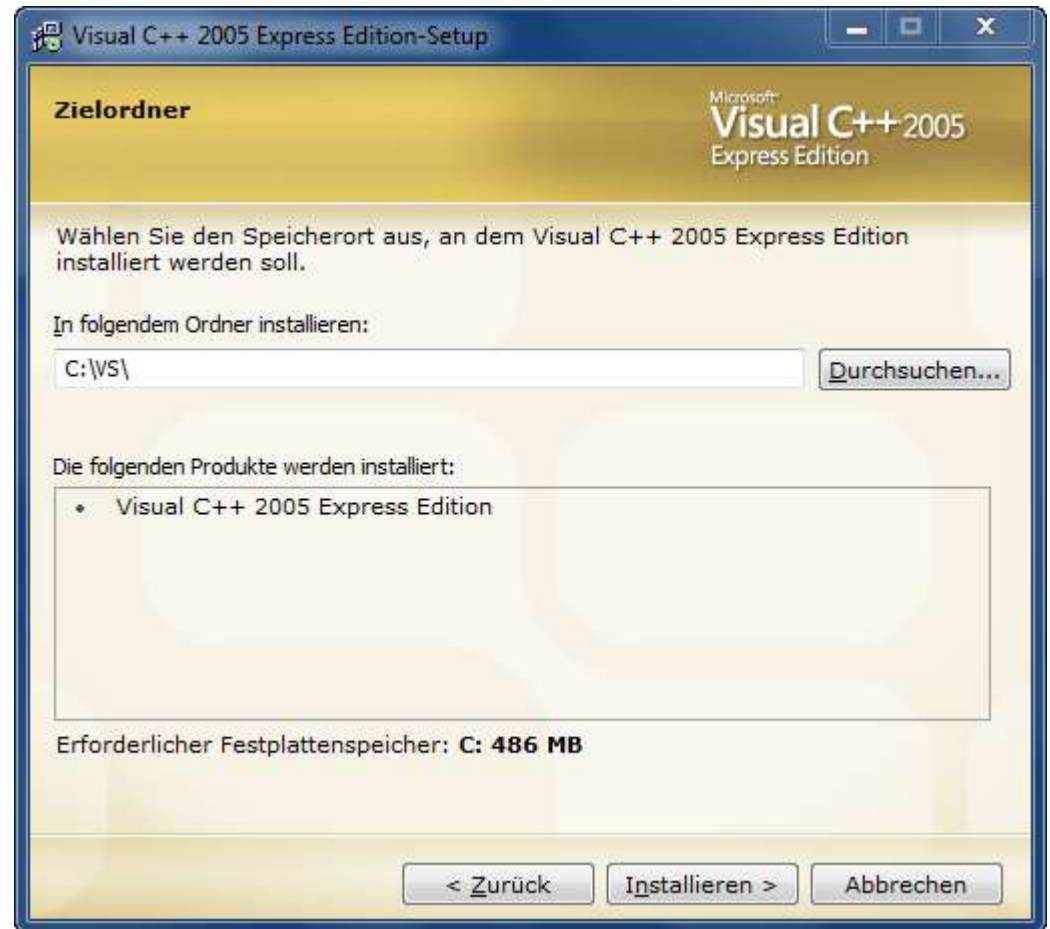 Visual C++ 2005 Express Edition-Setup
Zielordner
Microsoft
Visual C++ 2005
Express Edition
Wählen Sie den Speicherort aus, an dem Visual C++ 2005 Express Edition
installiert werden soll.
In folgendem Ordner installieren:
C:\VS\
Durchsuchen...
Die folgenden Produkte werden installiert:
• Visual C++ 2005 Express Edition
Erforderlicher Festplattenspeicher: C: 486 MB
< Zurück
Installieren >
Abbrechen